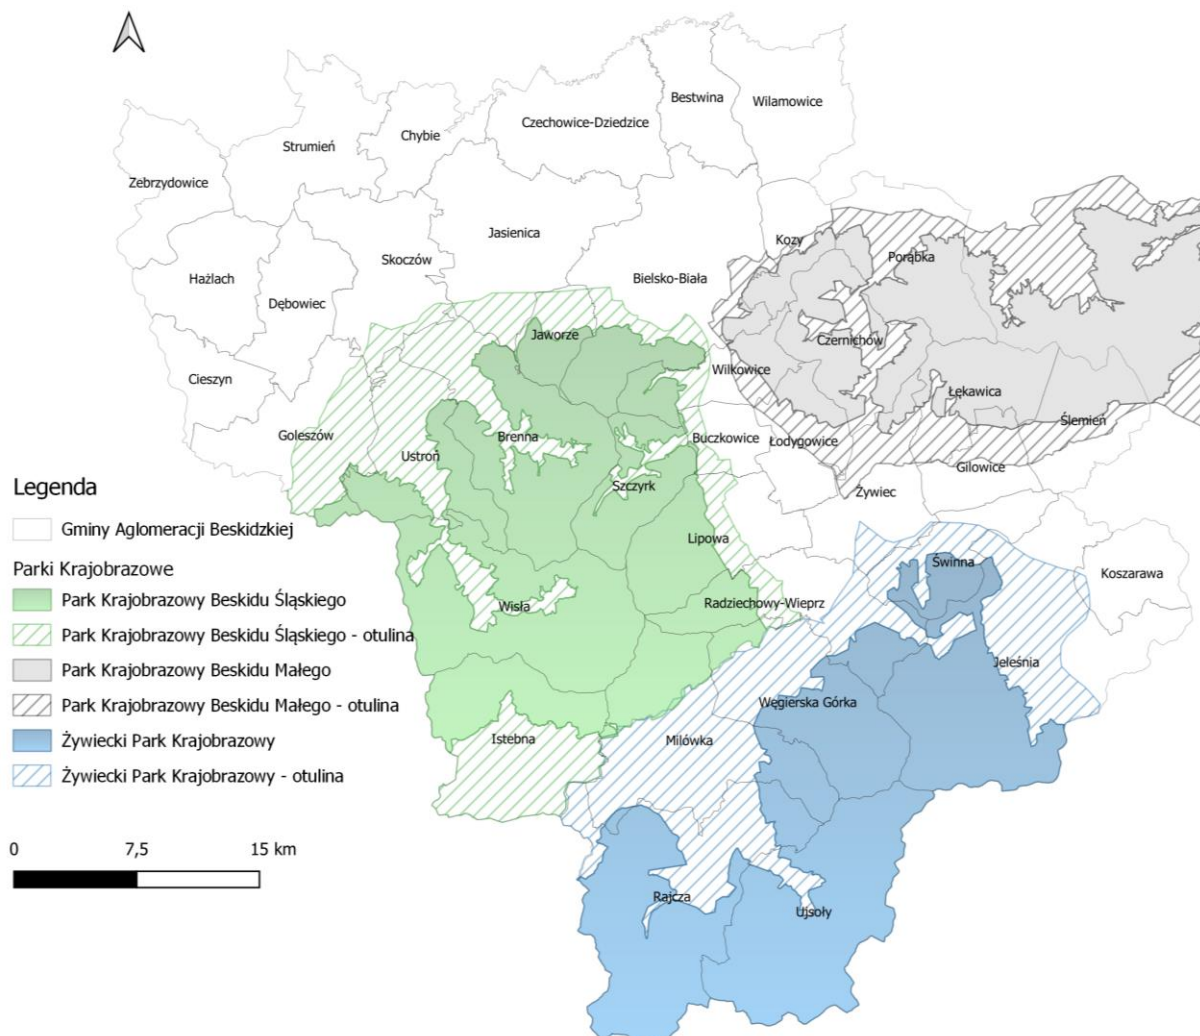 Bestwina
Wilamowice
Czechowice-Dziedzice
Chybie
Strumień
Zebrzydowice
Jasienica
Kozy
Skoczów
Porąbka
Hażlach
Bielsko-Biała
Dębowiec
Jaworze
Czernichów
Wilkowice
Cieszyn
Łękawica
Ślemień
Goleszów
Brenna
Buczkowice
Łodygowice
Ustroń
Gilowice
Szczyrk
Żywiec
Lipowa
Świnna
Koszarawa
Wisła
Radziechowy-Wieprz
Jeleśnia
Węgierska Górka
Istebna
Milówka
Rajcza
Ujsoły
Legenda
Gminy Aglomeracji Beskidzkiej
Parki Krajobrazowe
Park Krajobrazowy Beskidu Śląskiego
Park Krajobrazowy Beskidu Śląskiego - otulina
Park Krajobrazowy Beskidu Małego
Park Krajobrazowy Beskidu Małego - otulina
Żywiecki Park Krajobrazowy
Żywiecki Park Krajobrazowy - otulina
0 7,5 15 km